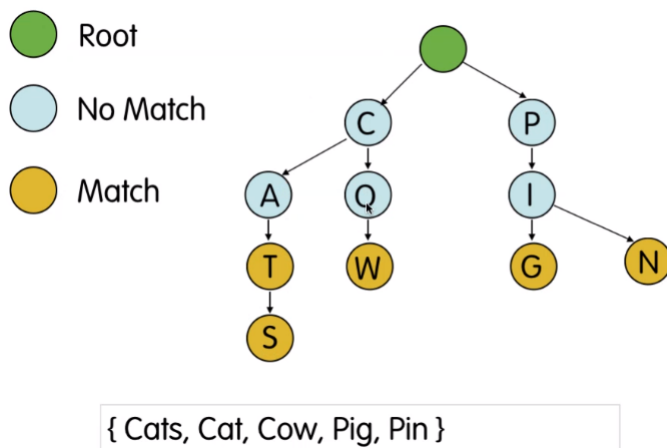 Root
No Match
Match
C
P
A
O
I
T
W
G
N
S
{ Cats, Cat, Cow, Pig, Pin }